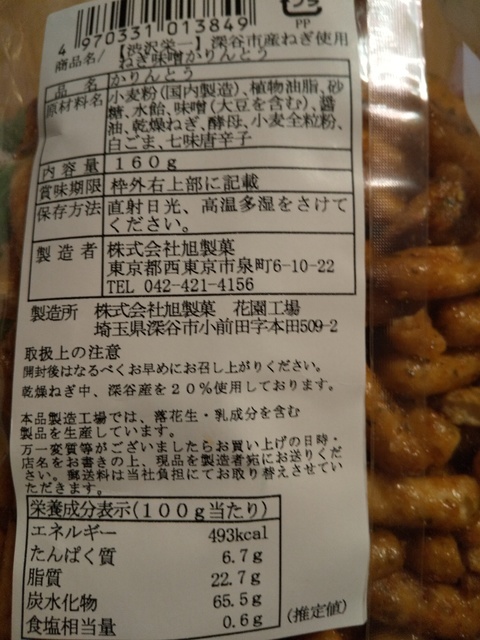 4 970331 013849
プラ
PP
商品名/【渋沢栄一】深谷市産ねぎ使用
ねぎ味噌かりんとう
品名 かりんとう
原材料名 小麦粉(国内製造)、植物油脂、砂
糖、水飴、味噌(大豆を含む)、醤
油、乾燥ねぎ、酵母、小麦全粒粉、
白ごま、七味唐辛子
内容量 160g
賞味期限 枠外右上部に記載
保存方法 直射日光、高温多湿をさけて
ください。
製造者 株式会社旭製菓
東京都西東京市泉町6-10-22
TEL 042-421-4156
製造所 株式会社旭製菓 花園工場
埼玉県深谷市小前田字本田509-2
取扱上の注意
開封後はなるべくお早めにお召し上がりください。
乾燥ねぎ中、深谷産を20%使用しております。
本品製造工場では、落花生・乳成分を含む
製品を生産しています。
万一変質等がございましたらお買い上げの日時・
店名をお書きの上、現品を製造者宛にお送りくだ
さい。郵送料は当社負担にてお取り替えさせてい
ただきます。
栄養成分表示(100g当たり)
エネルギー 493kcal
たんぱく質 6.7g
脂質 22.7g
炭水化物 65.5g
食塩相当量 0.6g
(推定値)